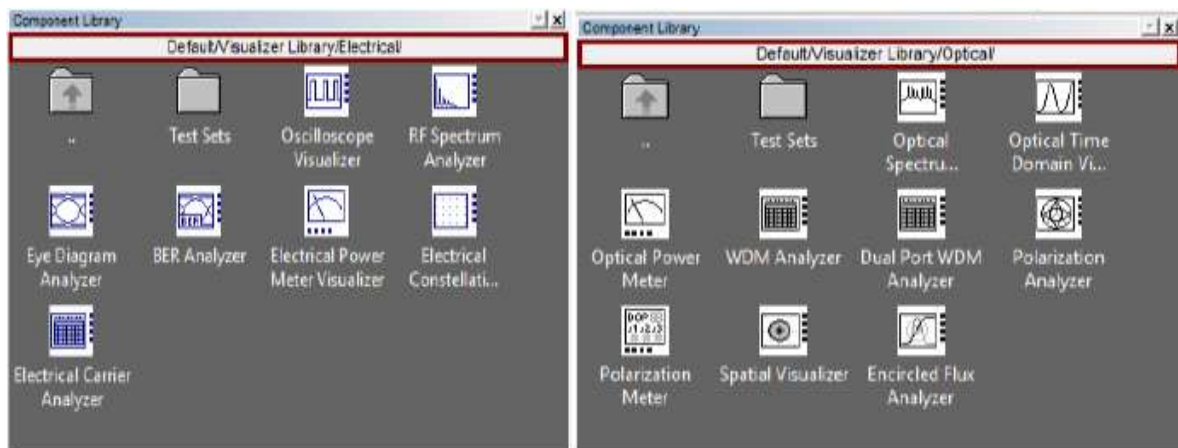 Component Library
Default/Visualizer Library/Electrical/
..
Test Sets
Oscilloscope
Visualizer
RF Spectrum
Analyzer
Eye Diagram
Analyzer
BER
BER Analyzer
Electrical Power
Meter Visualizer
Electrical
Constellati...
Electrical Carrier
Analyzer
Component Library
Default/Visualizer Library/Optical/
..
Test Sets
Optical
Spectru...
Optical Time
Domain Vi...
Optical Power
Meter
WDM Analyzer
Dual Port WDM
Analyzer
Polarization
Analyzer
DOP
Polarization
Meter
Spatial Visualizer
Encircled Flux
Analyzer